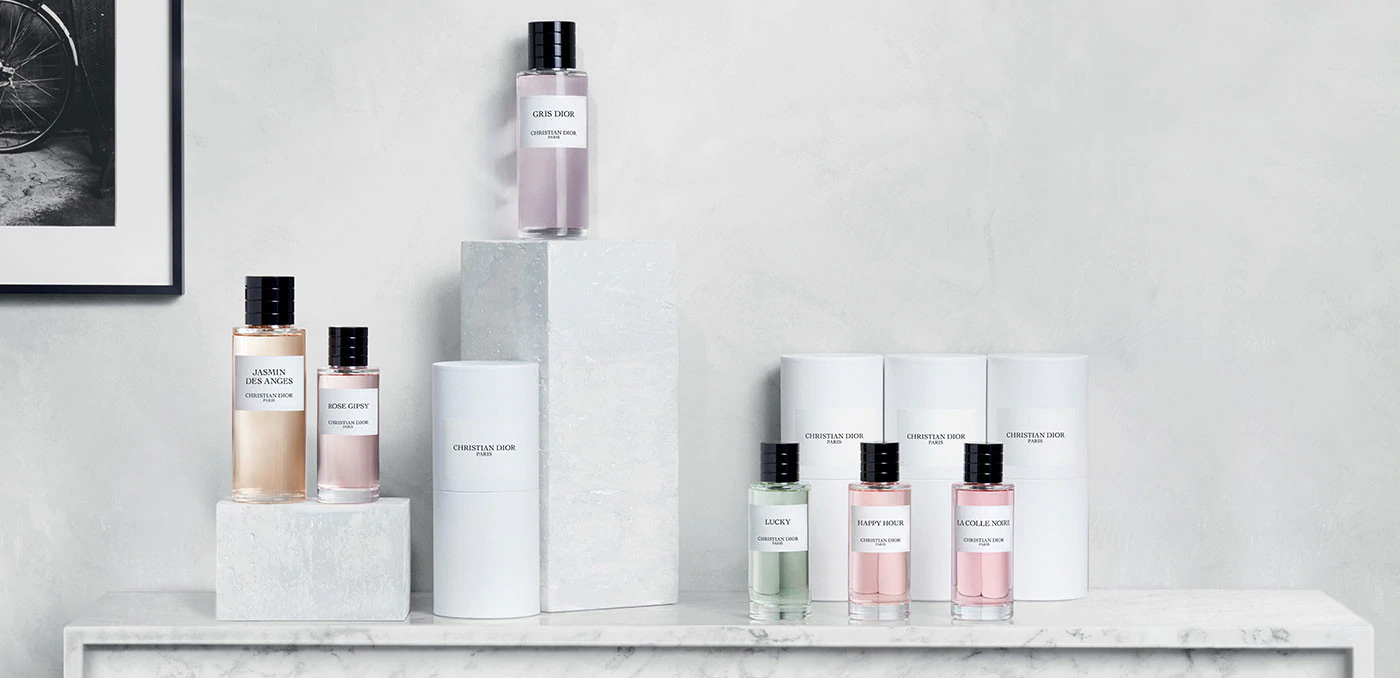 GRIS DIOR
CHRISTIAN DIOR
PARIS
JASMIN
DES ANGES
CHRISTIAN DIOR
PARIS
ROSE GIPSY
CHRISTIAN DIOR
PARIS
CHRISTIAN DIOR
PARIS
CHRISTIAN DIOR
PARIS
CHRISTIAN DIOR
PARIS
CHRISTIAN DIOR
PARIS
LUCKY
CHRISTIAN DIOR
PARIS
HAPPY HOUR
CHRISTIAN DIOR
PARIS
LA COLLE NOIRE
CHRISTIAN DIOR
PARIS